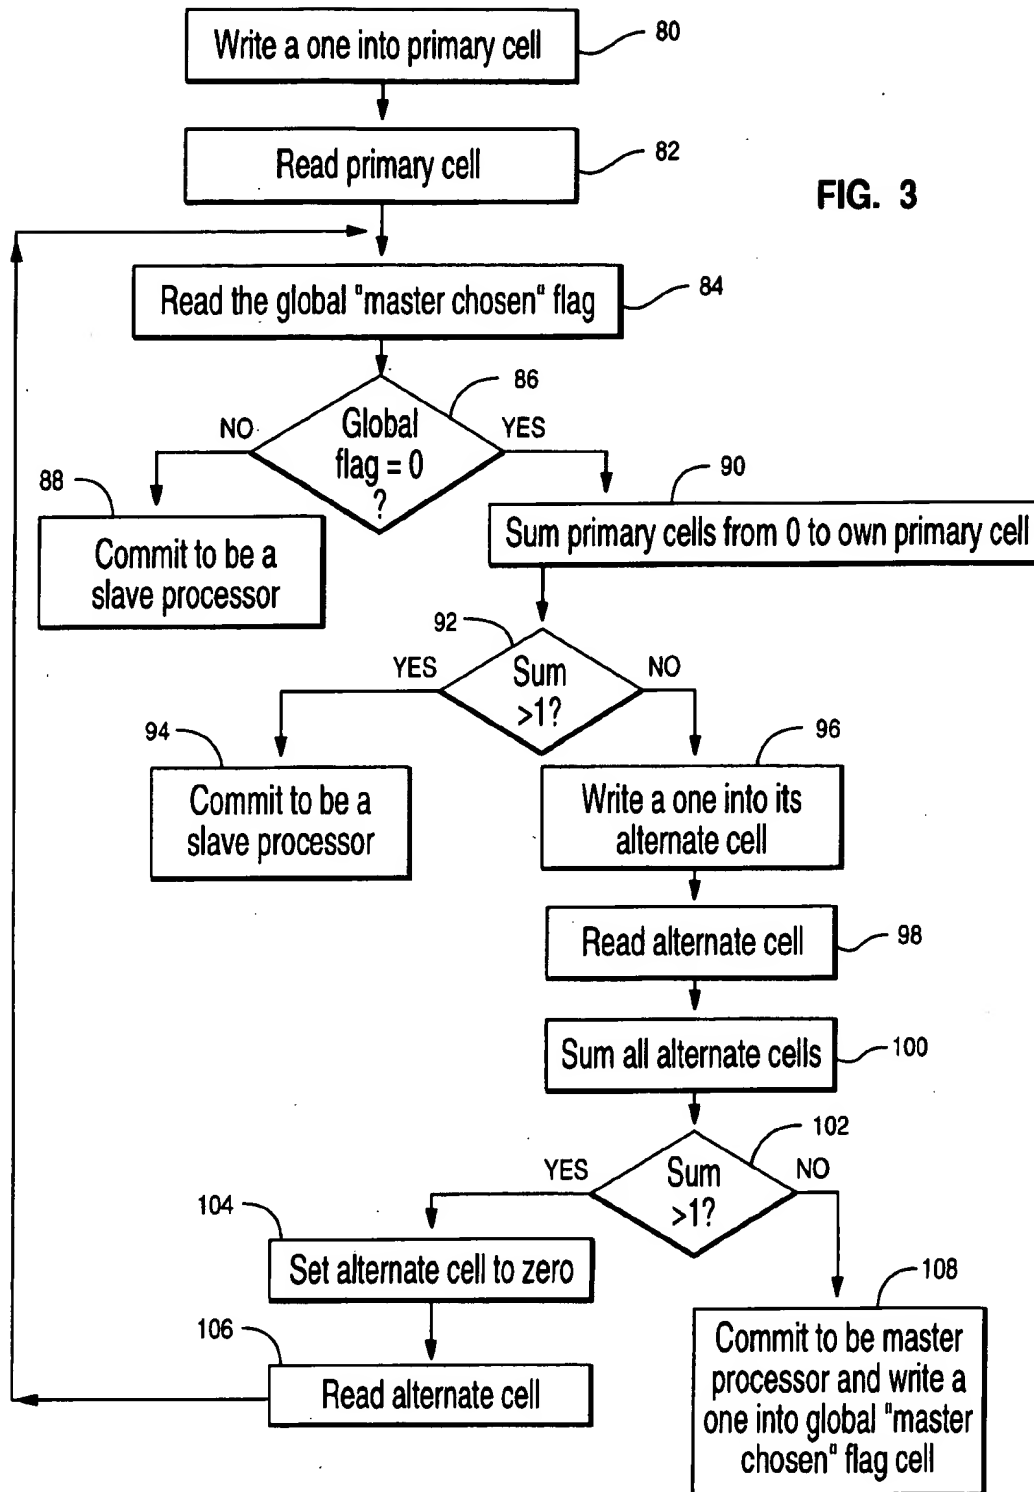 Write a one into primary cell
80
Read primary cell
82
FIG. 3
Read the global "master chosen" flag
84
86
NO
Global
flag = 0
?
YES
88
90
Commit to be a
slave processor
Sum primary cells from 0 to own primary cell
92
YES
Sum
>1?
NO
94
96
Commit to be a
slave processor
Write a one into its
alternate cell
Read alternate cell
98
Sum all alternate cells
100
102
YES
Sum
>1?
NO
104
Set alternate cell to zero
108
106
Read alternate cell
Commit to be master
processor and write a
one into global "master
chosen" flag cell